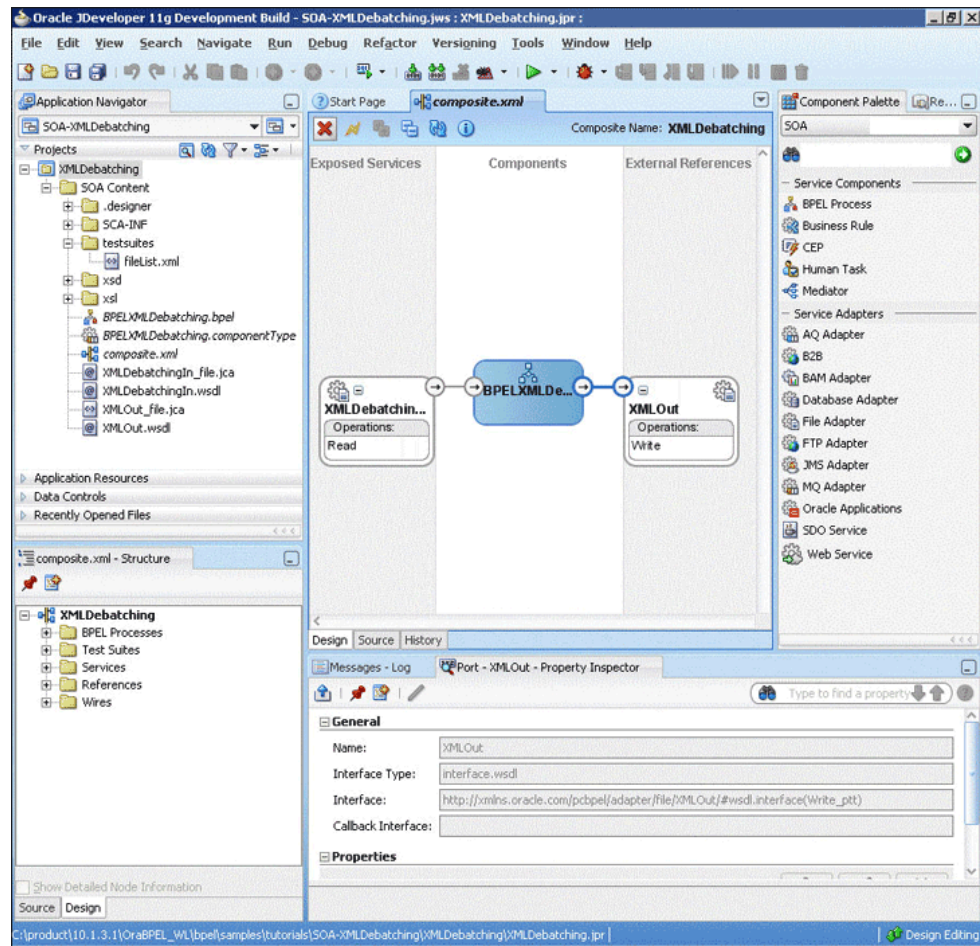 Oracle JDeveloper 11g Development Build - SOA-XMLDebatching.jws : XMLDebatching.jpr :
File Edit View Search Navigate Run Debug Refactor Versioning Tools Window Help
Application Navigator
SOA-XMLDebatching
Projects
XMLDebatching
SOA Content
.designer
SCA-INF
testsuites
fileList.xml
xsd
xsl
BPELXMLDebatching.bpel
BPELXMLDebatching.componentType
composite.xml
XMLDebatchingIn_file.jca
XMLDebatchingIn.wsdl
XMLOut_file.jca
XMLOut.wsdl
Application Resources
Data Controls
Recently Opened Files
composite.xml - Structure
XMLDebatching
BPEL Processes
Test Suites
Services
References
Wires
Show Detailed Node Information
Source Design
Start Page composite.xml
Composite Name: XMLDebatching
Exposed Services Components External References
XMLDebatchin...
Operations:
Read
BPELXMLDe...
XMLOut
Operations:
Write
Design Source History
Component Palette Re...
SOA
Service Components
BPEL Process
Business Rule
CEP
Human Task
Mediator
Service Adapters
AQ Adapter
B2B
BAM Adapter
Database Adapter
File Adapter
FTP Adapter
JMS Adapter
MQ Adapter
Oracle Applications
SDO Service
Web Service
Messages - Log Port - XMLOut - Property Inspector
Type to find a property
General
Name: XMLOut
Interface Type: interface.wsdl
Interface: http://xmlns.oracle.com/pcbpel/adapter/file/XMLOut/#wsdl.interface(Write_ptt)
Callback Interface:
Properties
C:\product\10.1.3.1\OraBPEL_WL\bpel\samples\tutorials\SOA-XMLDebatching\XMLDebatching\XMLDebatching.jpr Design Editing